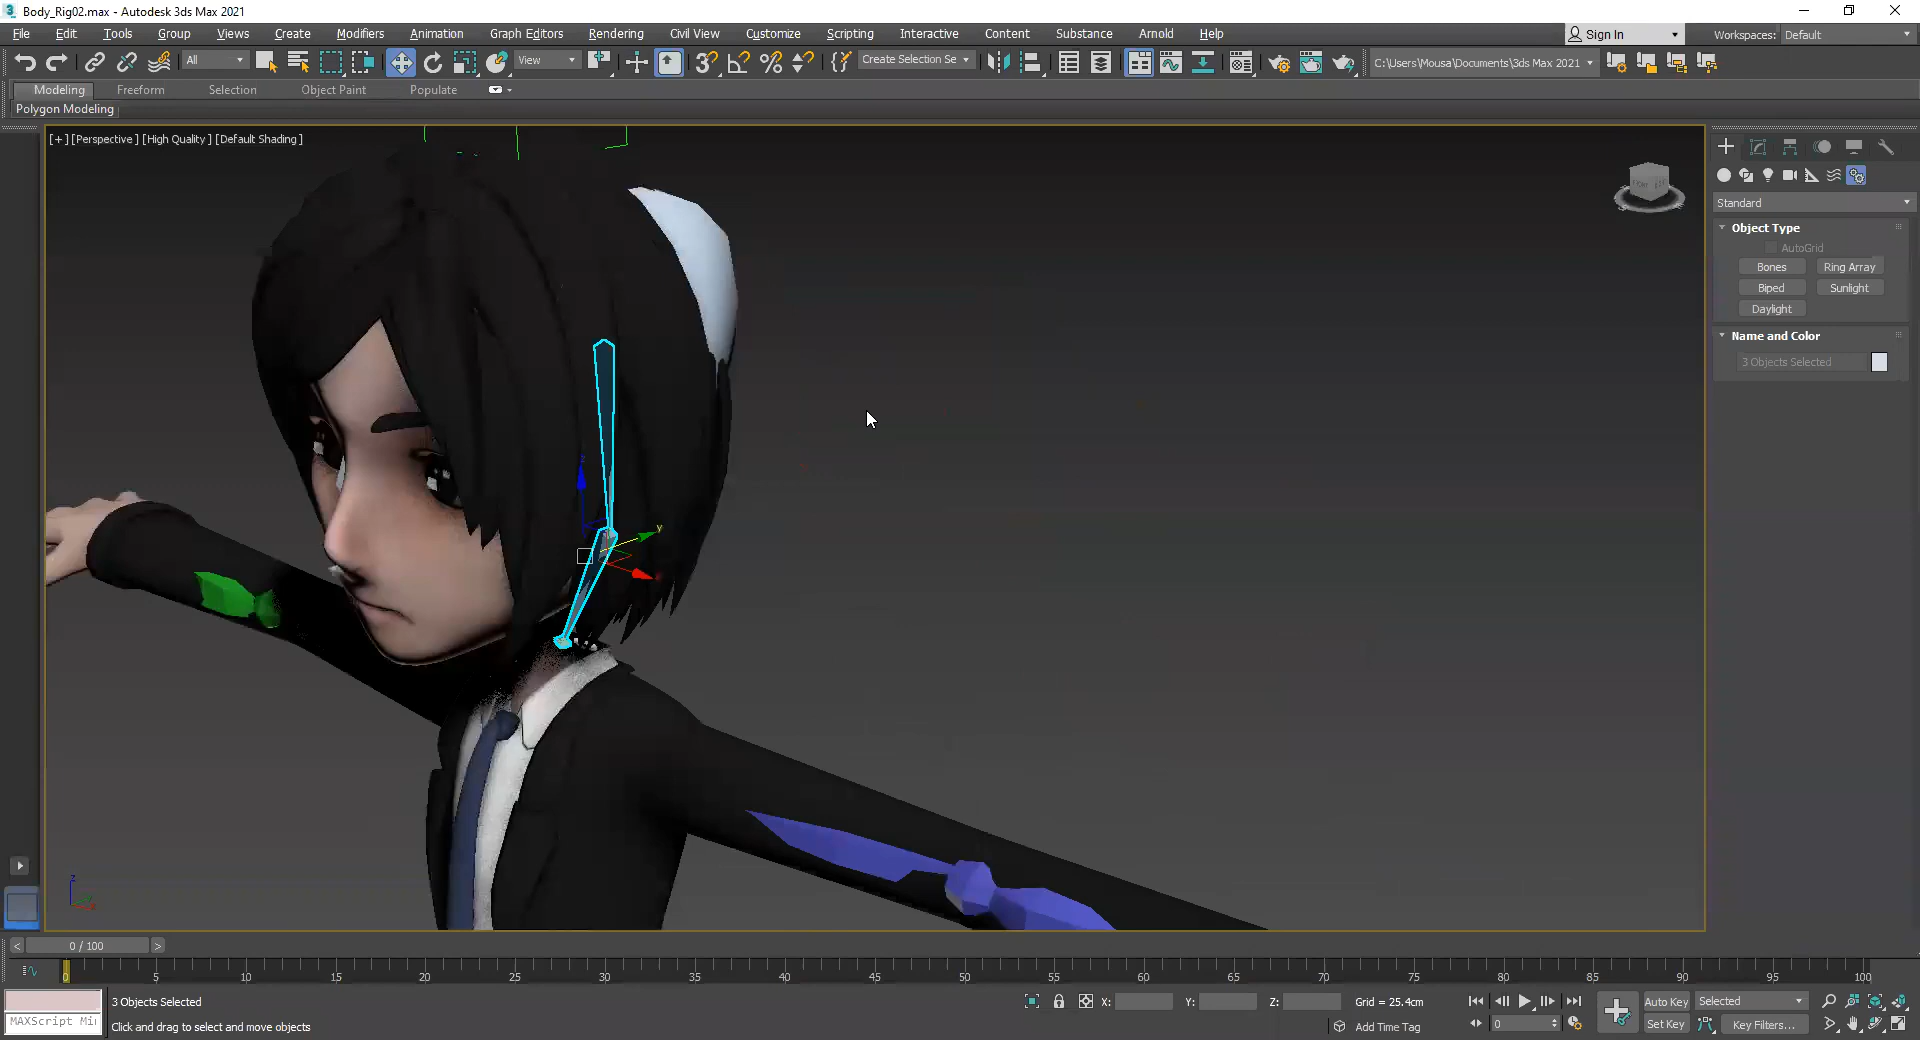 Body_Rig02.max - Autodesk 3ds Max 2021
File Edit Tools Group Views Create Modifiers Animation Graph Editors Rendering Civil View Customize Scripting Interactive Content Substance Arnold Help Sign In Workspaces: Default
All View Create Selection Se C:\Users\Mousa\Documents\3ds Max 2021
Modeling Freeform Selection Object Paint Populate
Polygon Modeling
[+] [Perspective] [High Quality] [Default Shading]
Standard
Object Type
AutoGrid
Bones Ring Array
Biped Sunlight
Daylight
Name and Color
3 Objects Selected
z
y
z
< 0 / 100 >
0 5 10 15 20 25 30 35 40 45 50 55 60 65 70 75 80 85 90 95 100
3 Objects Selected X: Y: Z: Grid = 25.4cm Auto Key Selected
MAXScript Mi Click and drag to select and move objects Add Time Tag 0 Set Key Key Filters...